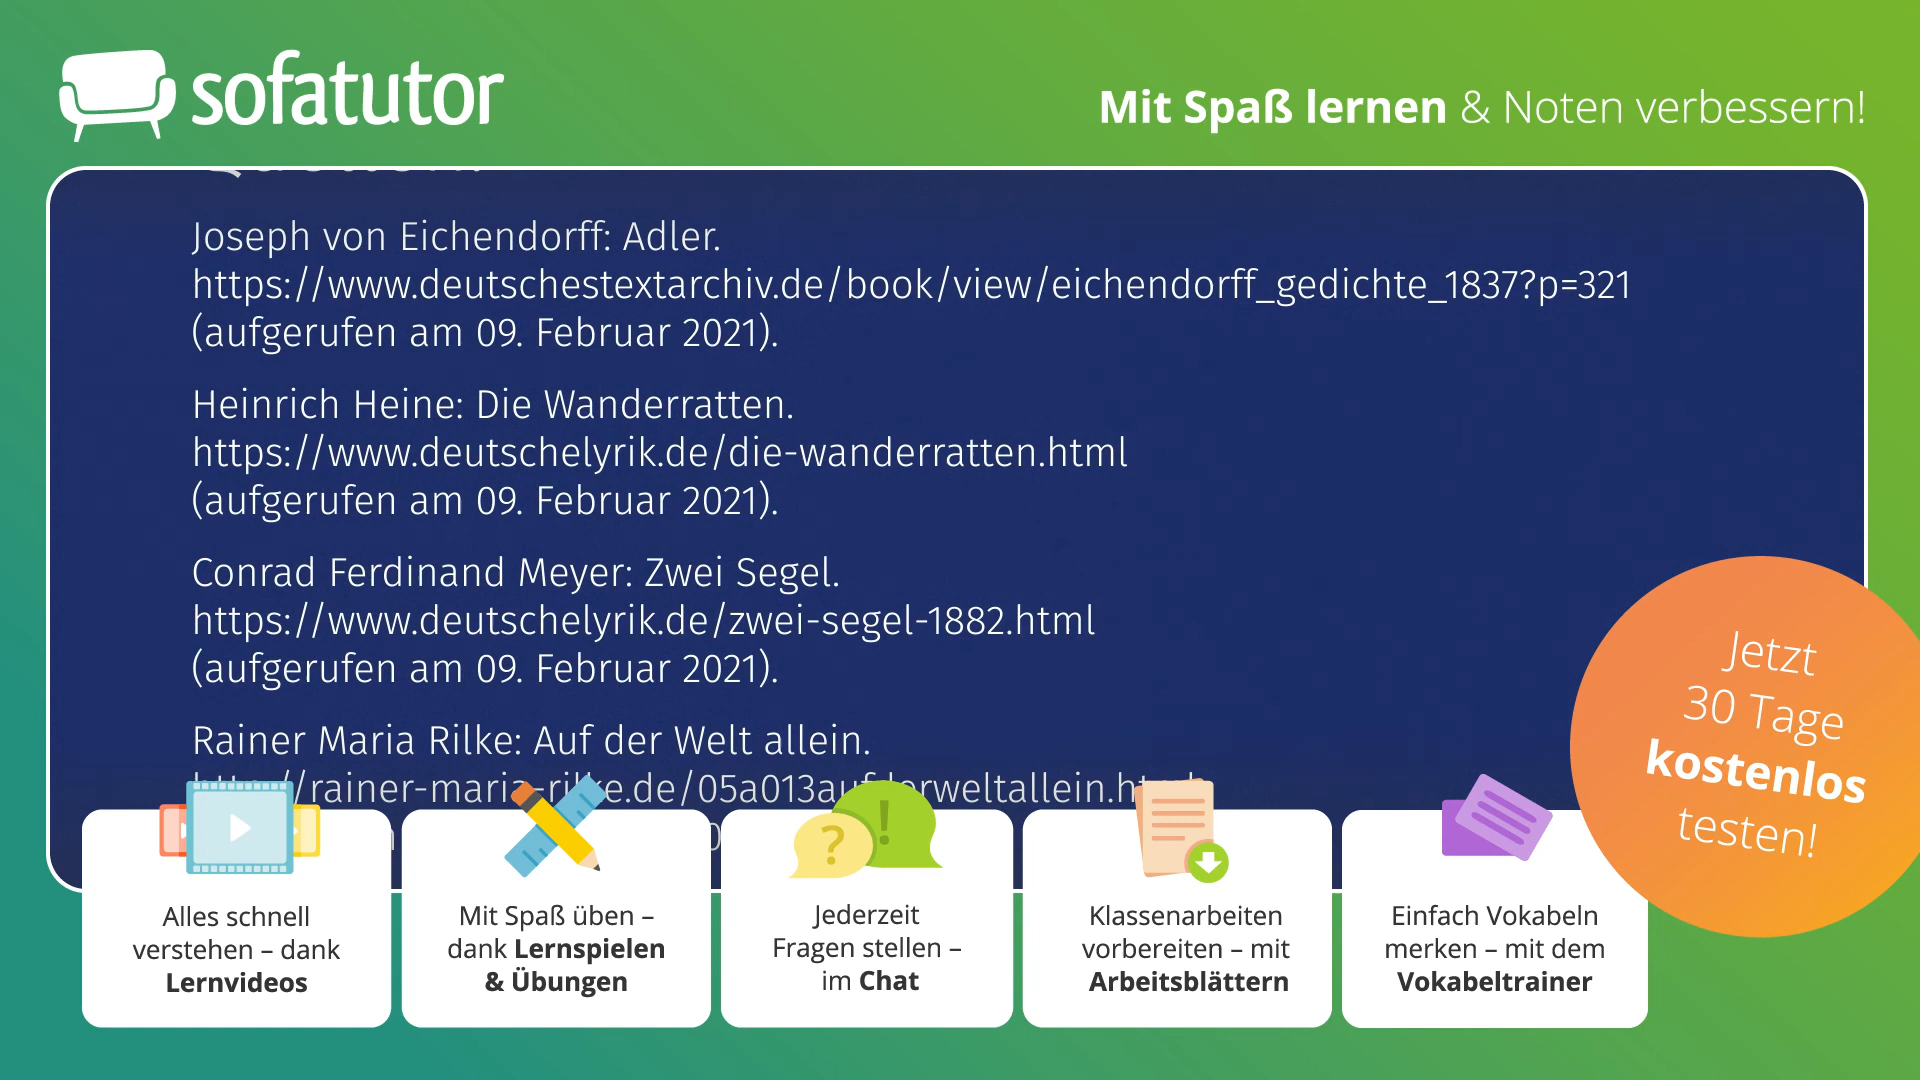 sofatutor
Mit Spaß lernen & Noten verbessern!
Joseph von Eichendorff: Adler.
https://www.deutschestextarchiv.de/book/view/eichendorff_gedichte_1837?p=321
(aufgerufen am 09. Februar 2021).
Heinrich Heine: Die Wanderratten.
https://www.deutschelyrik.de/die-wanderratten.html
(aufgerufen am 09. Februar 2021).
Conrad Ferdinand Meyer: Zwei Segel.
https://www.deutschelyrik.de/zwei-segel-1882.html
(aufgerufen am 09. Februar 2021).
Rainer Maria Rilke: Auf der Welt allein.
Jetzt
30 Tage
kostenlos
testen!
?
!
Alles schnell
verstehen – dank
Lernvideos
Mit Spaß üben –
dank Lernspielen
& Übungen
Jederzeit
Fragen stellen –
im Chat
Klassenarbeiten
vorbereiten – mit
Arbeitsblättern
Einfach Vokabeln
merken – mit dem
Vokabeltrainer